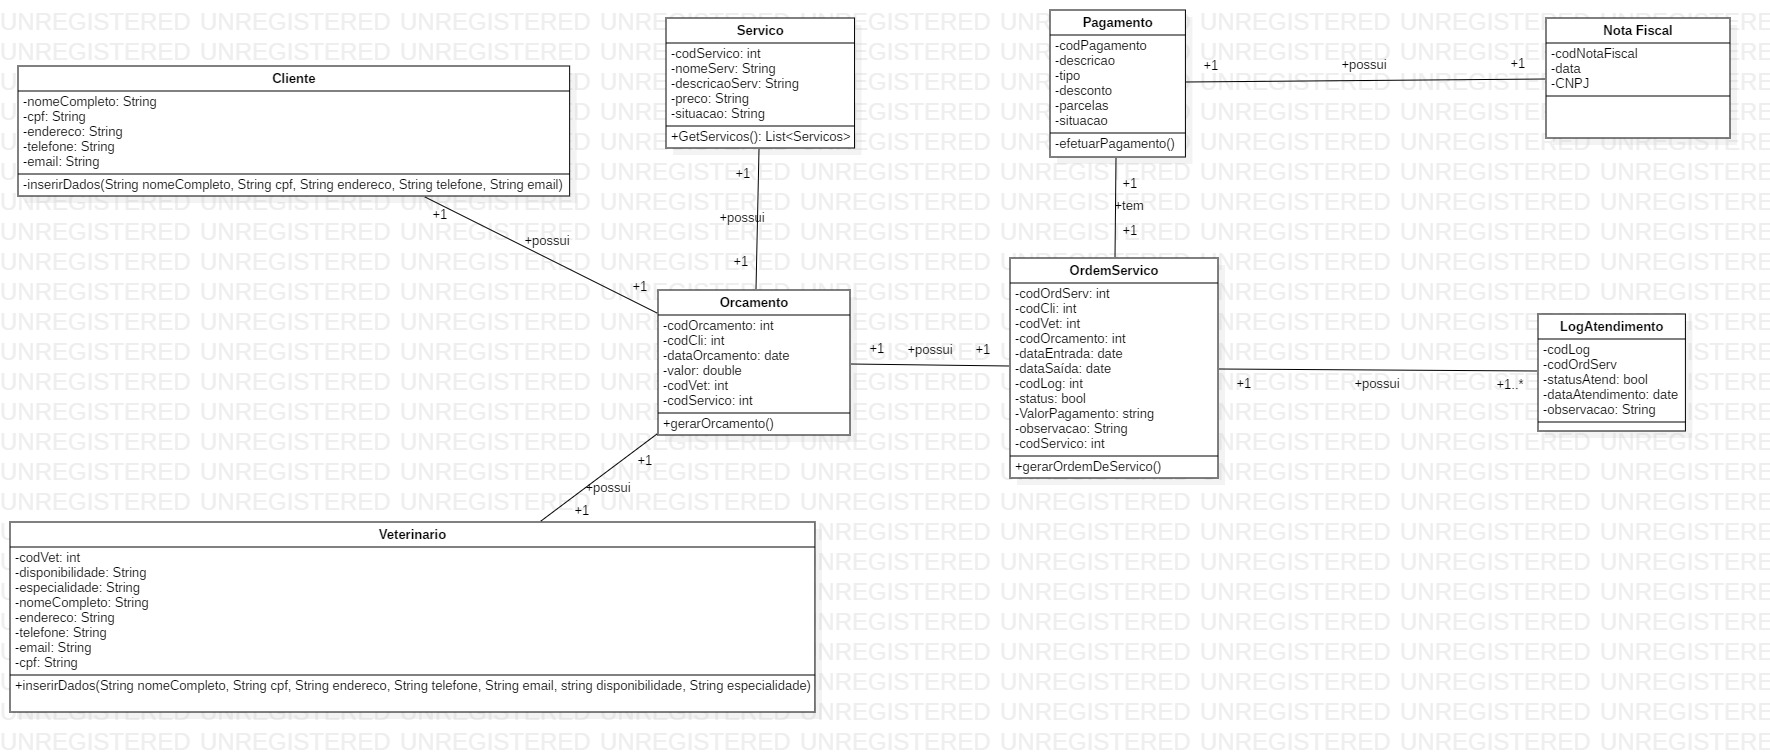 Cliente
-nomeCompleto: String
-cpf: String
-endereco: String
-telefone: String
-email: String
-inserirDados(String nomeCompleto, String cpf, String endereco, String telefone, String email)
Servico
-codServico: int
-nomeServ: String
-descricaoServ: String
-preco: String
-situacao: String
+GetServicos(): List<Servicos>
Pagamento
-codPagamento
-descricao
-tipo
-desconto
-parcelas
-situacao
-efetuarPagamento()
+1
+possui
+1
Nota Fiscal
-codNotaFiscal
-data
-CNPJ
+1
+possui
+1
+1
+possui
+1
+1
+tem
+1
Orcamento
-codOrcamento: int
-codCli: int
-dataOrcamento: date
-valor: double
-codVet: int
-codServico: int
+gerarOrcamento()
+1
+possui
+1
OrdemServico
-codOrdServ: int
-codCli: int
-codVet: int
-codOrcamento: int
-dataEntrada: date
-dataSaída: date
-codLog: int
-status: bool
-ValorPagamento: string
-observacao: String
-codServico: int
+gerarOrdemDeServico()
+1
+possui
+1..*
LogAtendimento
-codLog
-codOrdServ
-statusAtend: bool
-dataAtendimento: date
-observacao: String
+1
+possui
+1
Veterinario
-codVet: int
-disponibilidade: String
-especialidade: String
-nomeCompleto: String
-endereco: String
-telefone: String
-email: String
-cpf: String
+inserirDados(String nomeCompleto, String cpf, String endereco, String telefone, String email, string disponibilidade, String especialidade)
UNREGISTERED